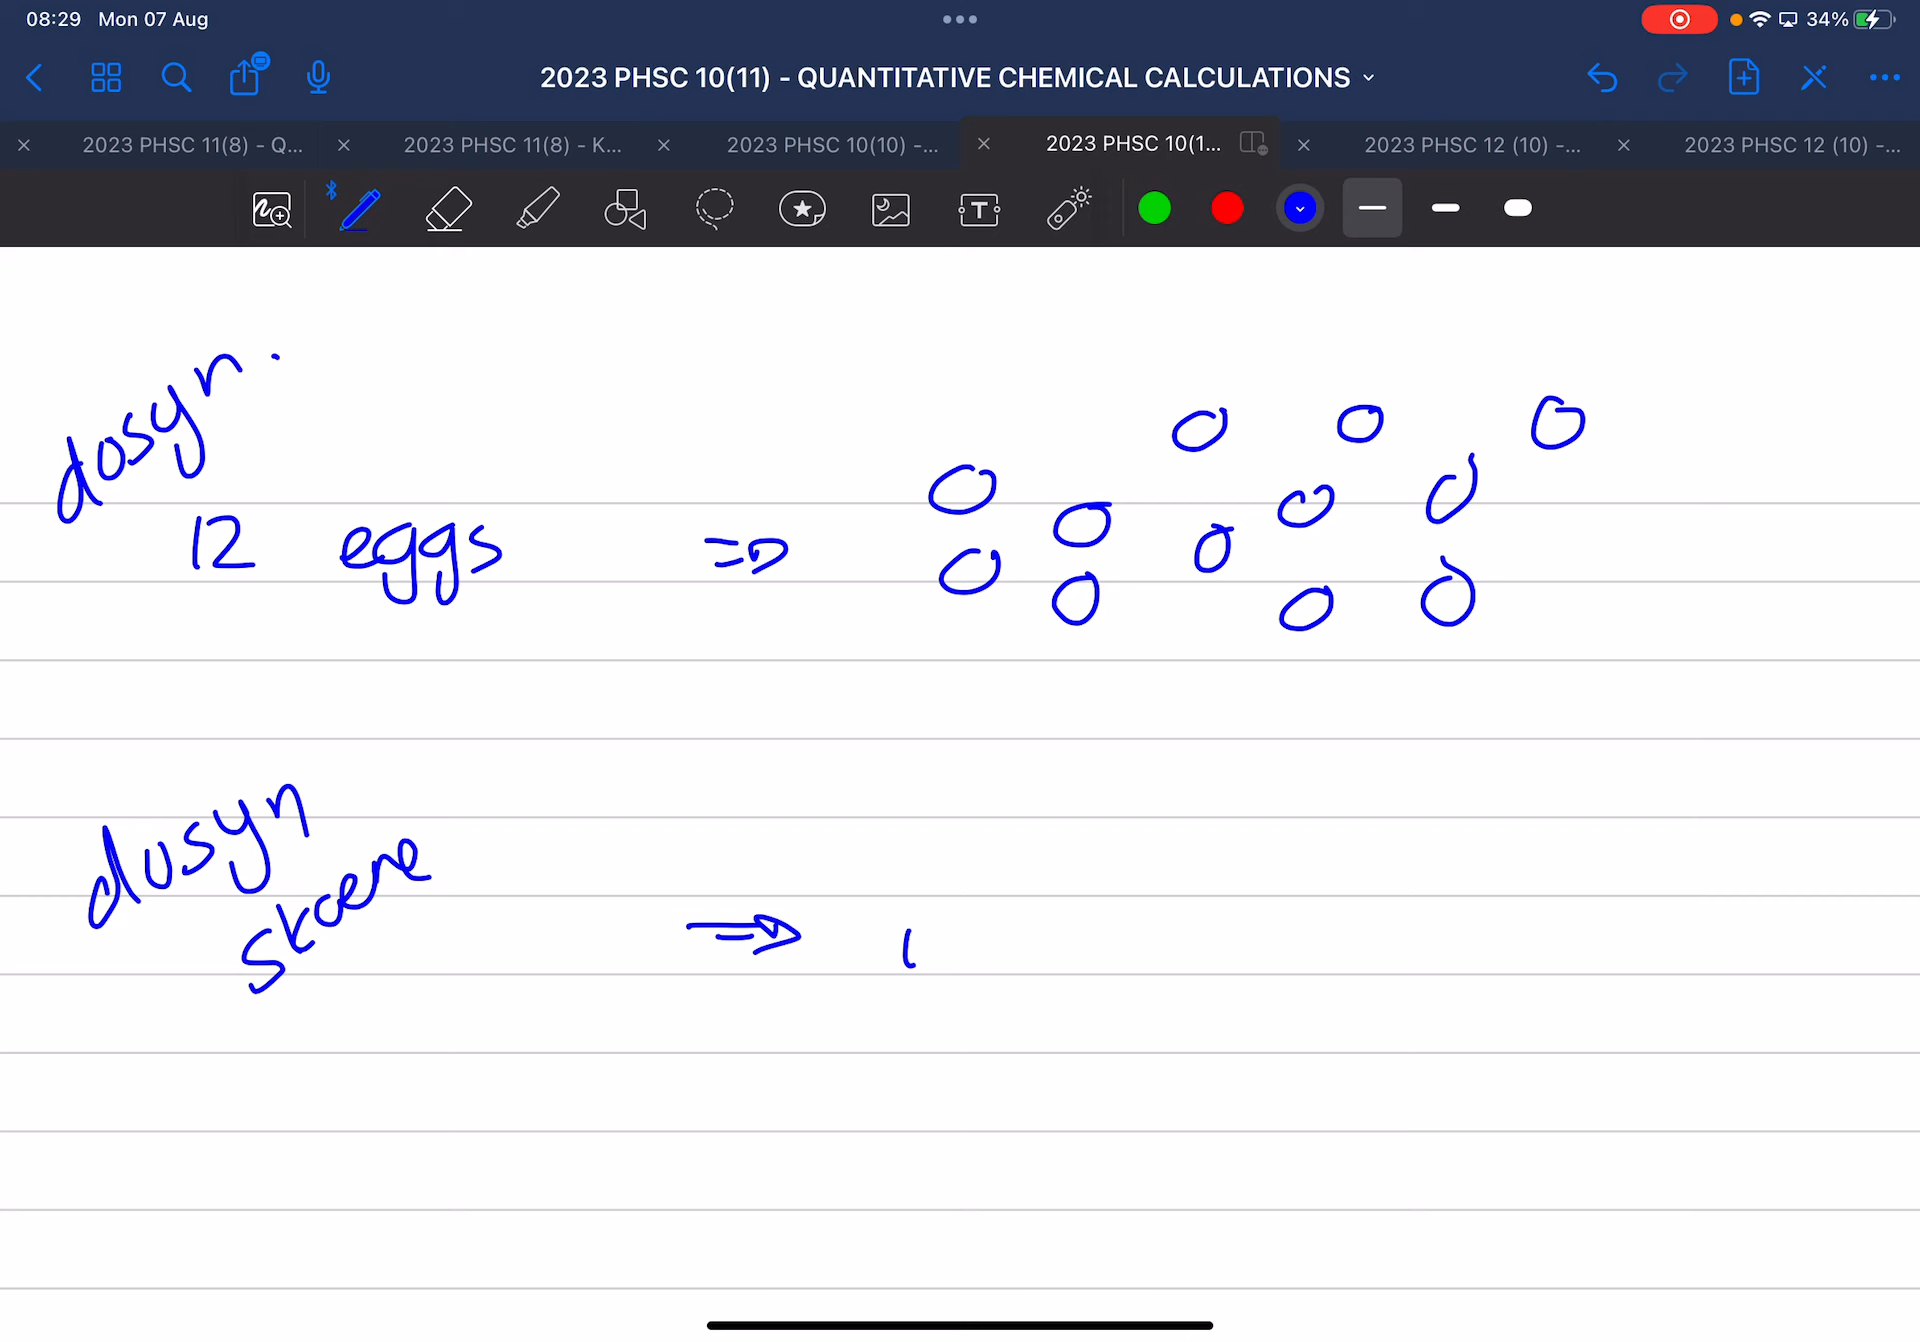 08:29 Mon 07 Aug
34%
2023 PHSC 10(11) - QUANTITATIVE CHEMICAL CALCULATIONS
2023 PHSC 11(8) - Q...
2023 PHSC 11(8) - K...
2023 PHSC 10(10) -...
2023 PHSC 10(1...
2023 PHSC 12 (10) -...
2023 PHSC 12 (10) -...
T
dosyn.
12 eggs ⇒
dosyn
skoene ⇒